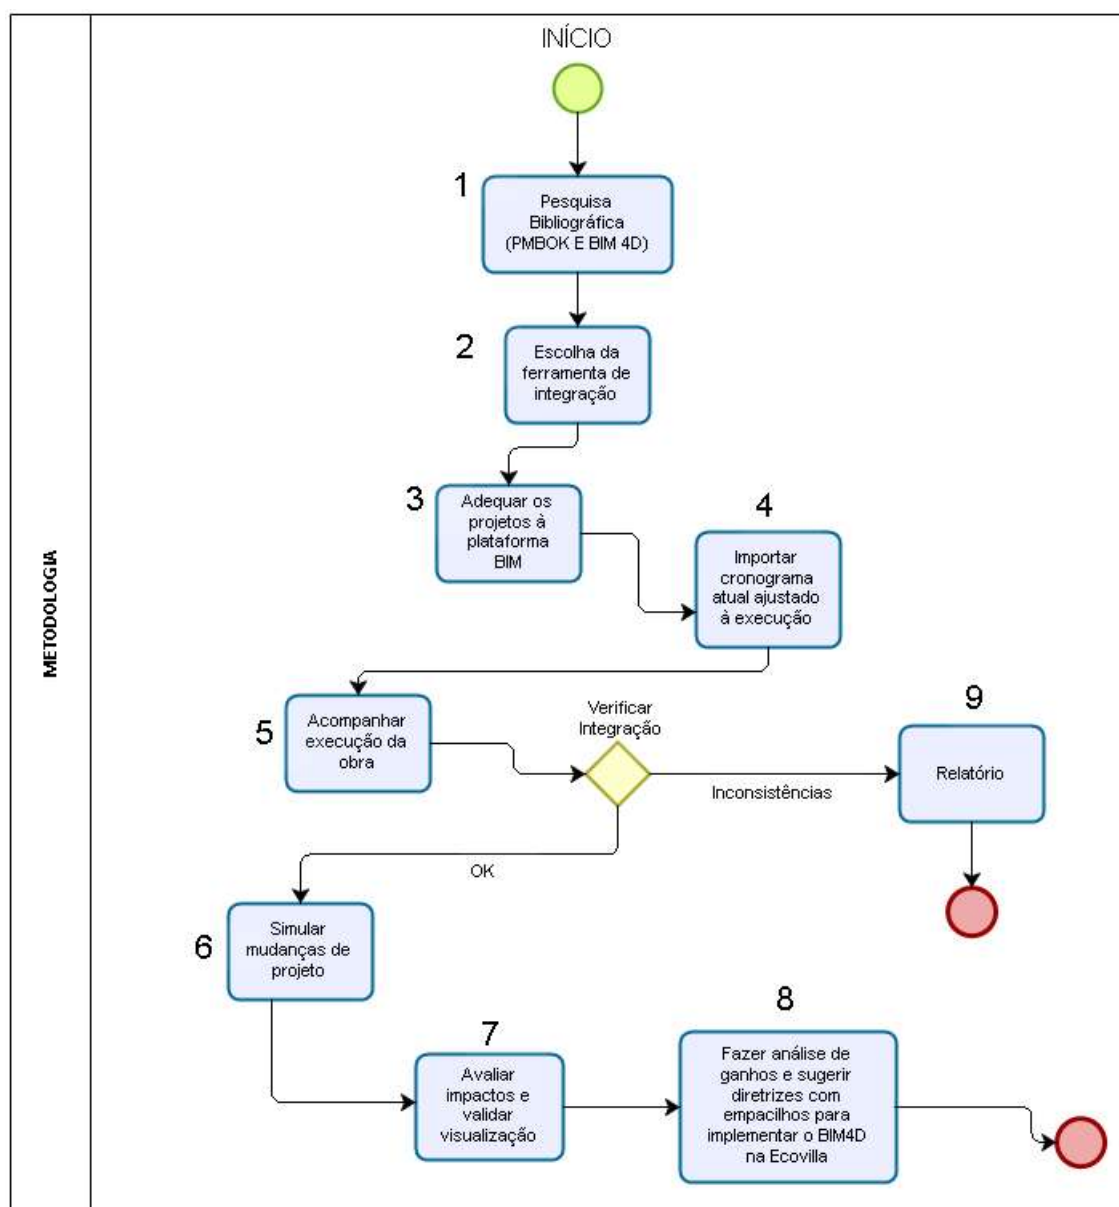 METODOLOGIA
INÍCIO
1
Pesquisa
Bibliográfica
(PMBOK E BIM 4D)
2
Escolha da
ferramenta de
integração
3
Adequar os
projetos à
plataforma
BIM
4
Importar
cronograma
atual ajustado
à execução
5
Acompanhar
execução da
obra
Verificar
Integração
Inconsistências
9
Relatório
OK
6
Simular
mudanças de
projeto
7
Avaliar
impactos e
validar
visualização
8
Fazer análise de
ganhos e sugerir
diretrizes com
empacilhos para
implementar o BIM4D
na Ecovilla